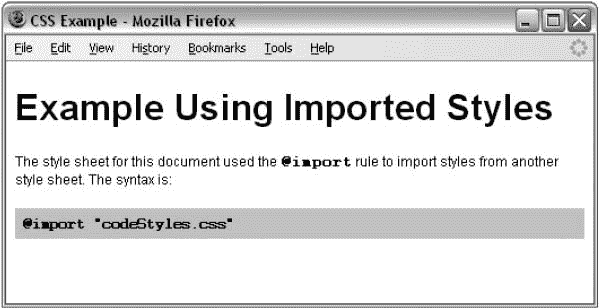 CSS Example - Mozilla Firefox
File Edit View History Bookmarks Tools Help
Example Using Imported Styles
The style sheet for this document used the @import rule to import styles from another
style sheet. The syntax is:
@import "codeStyles.css"